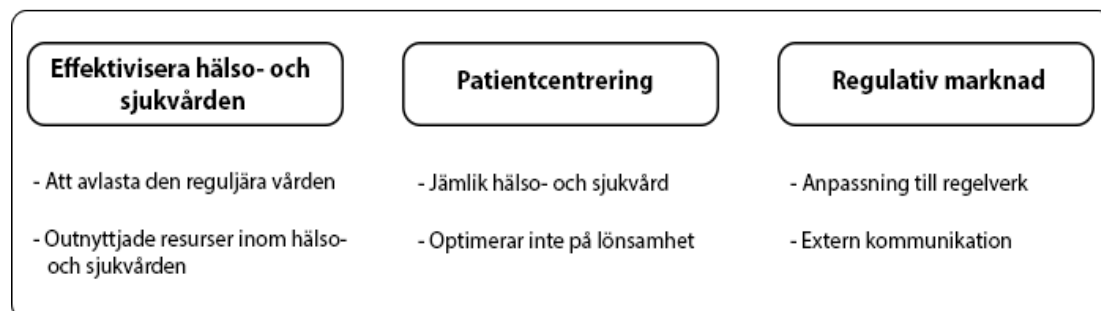 Effektivisera hälso- och
sjukvården
- Att avlasta den reguljära vården
- Outnyttjade resurser inom hälso-
och sjukvården
Patientcentrering
- Jämlik hälso- och sjukvård
- Optimerar inte på lönsamhet
Regulativ marknad
- Anpassning till regelverk
- Extern kommunikation